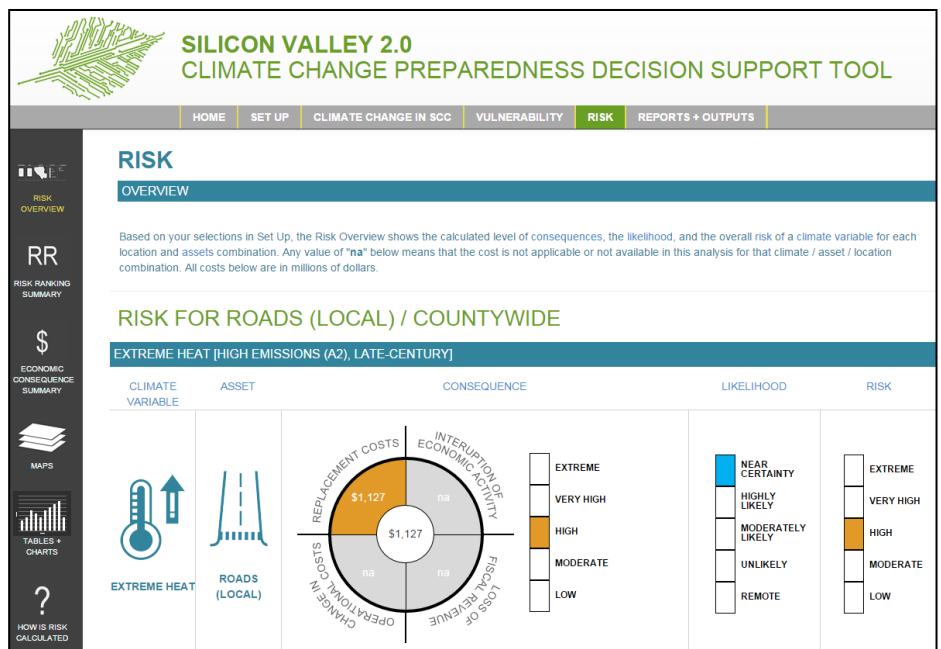 SILICON VALLEY 2.0
CLIMATE CHANGE PREPAREDNESS DECISION SUPPORT TOOL
HOME SET UP CLIMATE CHANGE IN SCC VULNERABILITY RISK REPORTS + OUTPUTS
RISK
OVERVIEW
RR
RISK RANKING
SUMMARY
$
ECONOMIC
CONSEQUENCE
SUMMARY
MAPS
TABLES +
CHARTS
?
HOW IS RISK
CALCULATED
RISK
OVERVIEW
Based on your selections in Set Up, the Risk Overview shows the calculated level of consequences, the likelihood, and the overall risk of a climate variable for each
location and assets combination. Any value of "na" below means that the cost is not applicable or not available in this analysis for that climate / asset / location
combination. All costs below are in millions of dollars.
RISK FOR ROADS (LOCAL) / COUNTYWIDE
EXTREME HEAT [HIGH EMISSIONS (A2), LATE-CENTURY]
CLIMATE
VARIABLE
ASSET
CONSEQUENCE
LIKELIHOOD
RISK
EXTREME HEAT
ROADS
(LOCAL)
REPLACEMENT COSTS
INTERUPTION OF
ECONOMIC ACTIVITY
$1,127
na
$1,127
na
na
CHANGE IN
OPERATIONAL COSTS
LOSS OF
FISCAL REVENUE
EXTREME
VERY HIGH
HIGH
MODERATE
LOW
NEAR
CERTAINTY
HIGHLY
LIKELY
MODERATELY
LIKELY
UNLIKELY
REMOTE
EXTREME
VERY HIGH
HIGH
MODERATE
LOW